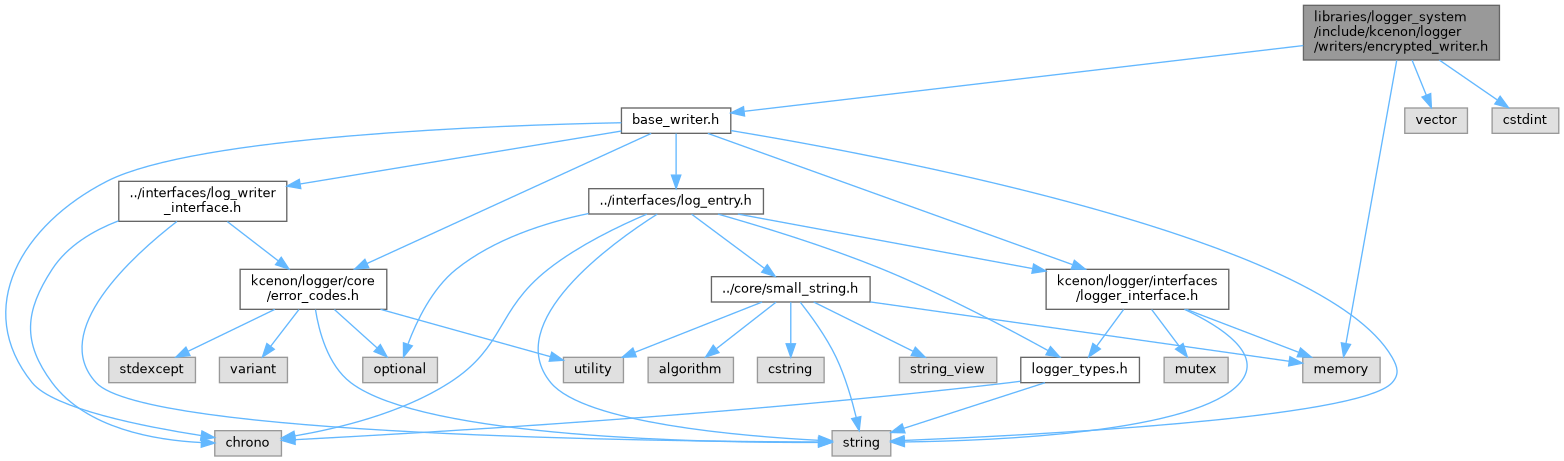 libraries/logger_system
/include/kcenon/logger
/writers/encrypted_writer.h
base_writer.h
vector
cstdint
../interfaces/log_writer
_interface.h
../interfaces/log_entry.h
kcenon/logger/core
/error_codes.h
../core/small_string.h
kcenon/logger/interfaces
/logger_interface.h
stdexcept
variant
optional
utility
algorithm
cstring
string_view
logger_types.h
mutex
memory
chrono
string